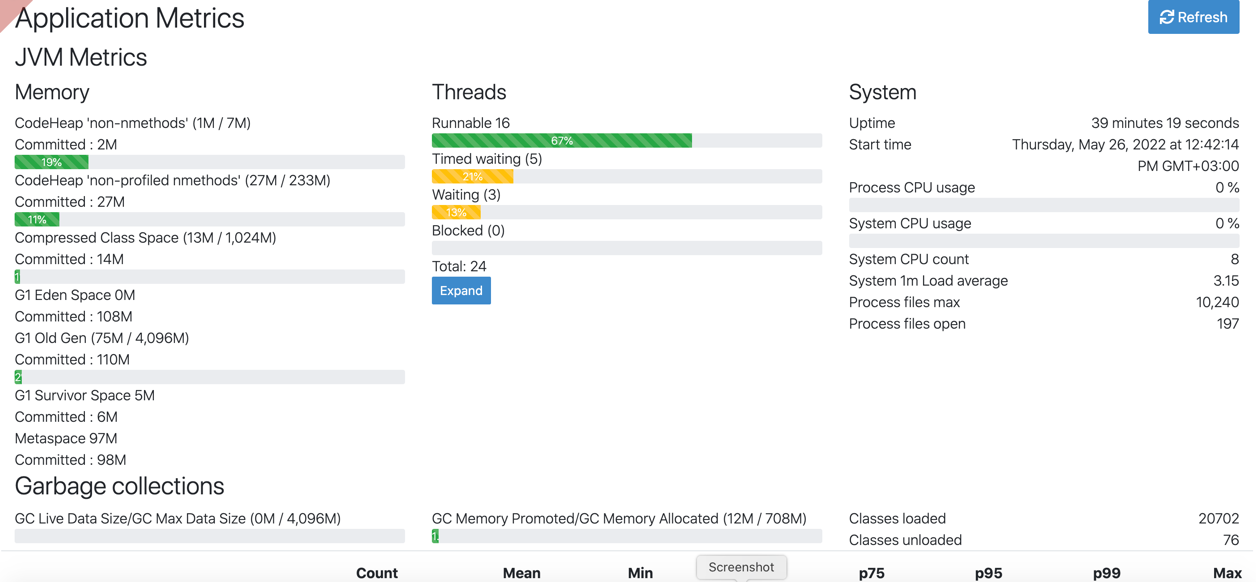 Application Metrics
Refresh
JVM Metrics
Memory
CodeHeap 'non-nmethods' (1M / 7M)
Committed : 2M
19%
CodeHeap 'non-profiled nmethods' (27M / 233M)
Committed : 27M
11%
Compressed Class Space (13M / 1,024M)
Committed : 14M
1
G1 Eden Space 0M
Committed : 108M
G1 Old Gen (75M / 4,096M)
Committed : 110M
2
G1 Survivor Space 5M
Committed : 6M
Metaspace 97M
Committed : 98M
Threads
Runnable 16
67%
Timed waiting (5)
21%
Waiting (3)
13%
Blocked (0)
Total: 24
Expand
System
Uptime 39 minutes 19 seconds
Start time Thursday, May 26, 2022 at 12:42:14
PM GMT+03:00
Process CPU usage 0 %
System CPU usage 0 %
System CPU count 8
System 1m Load average 3.15
Process files max 10,240
Process files open 197
Garbage collections
GC Live Data Size/GC Max Data Size (0M / 4,096M)
GC Memory Promoted/GC Memory Allocated (12M / 708M)
Classes loaded 20702
Classes unloaded 76
Count Mean Min p75 p95 p99 Max
Screenshot